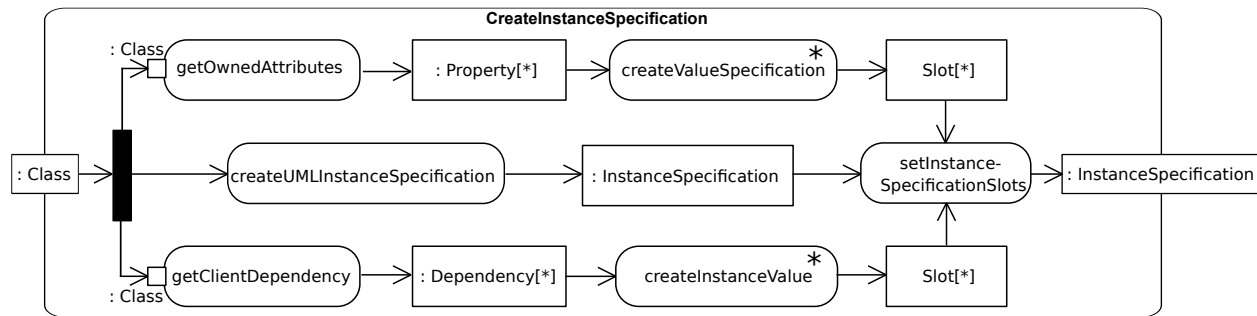 CreateInstanceSpecification
: Class
getOwnedAttributes
: Property[*]
createValueSpecification
*
Slot[*]
: Class
createUMLInstanceSpecification
: InstanceSpecification
setInstance-
SpecificationSlots
: InstanceSpecification
getClientDependency
: Class
: Dependency[*]
createInstanceValue
*
Slot[*]